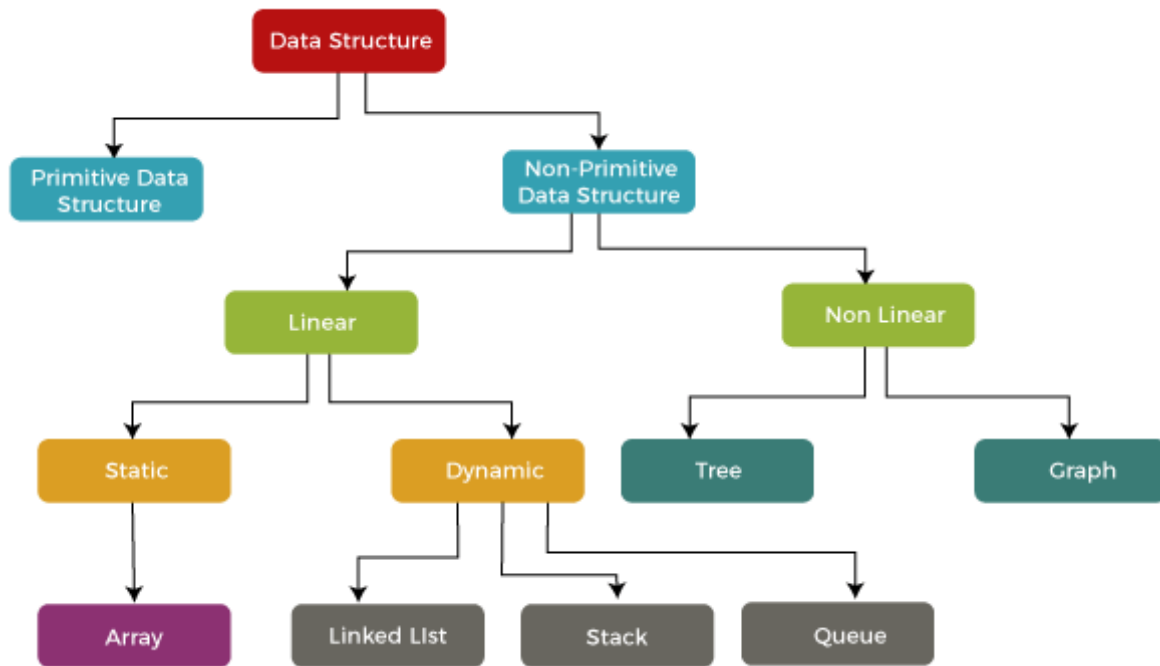 Data Structure
Primitive Data
Structure
Non-Primitive
Data Structure
Linear
Non Linear
Static
Dynamic
Tree
Graph
Array
Linked LIst
Stack
Queue